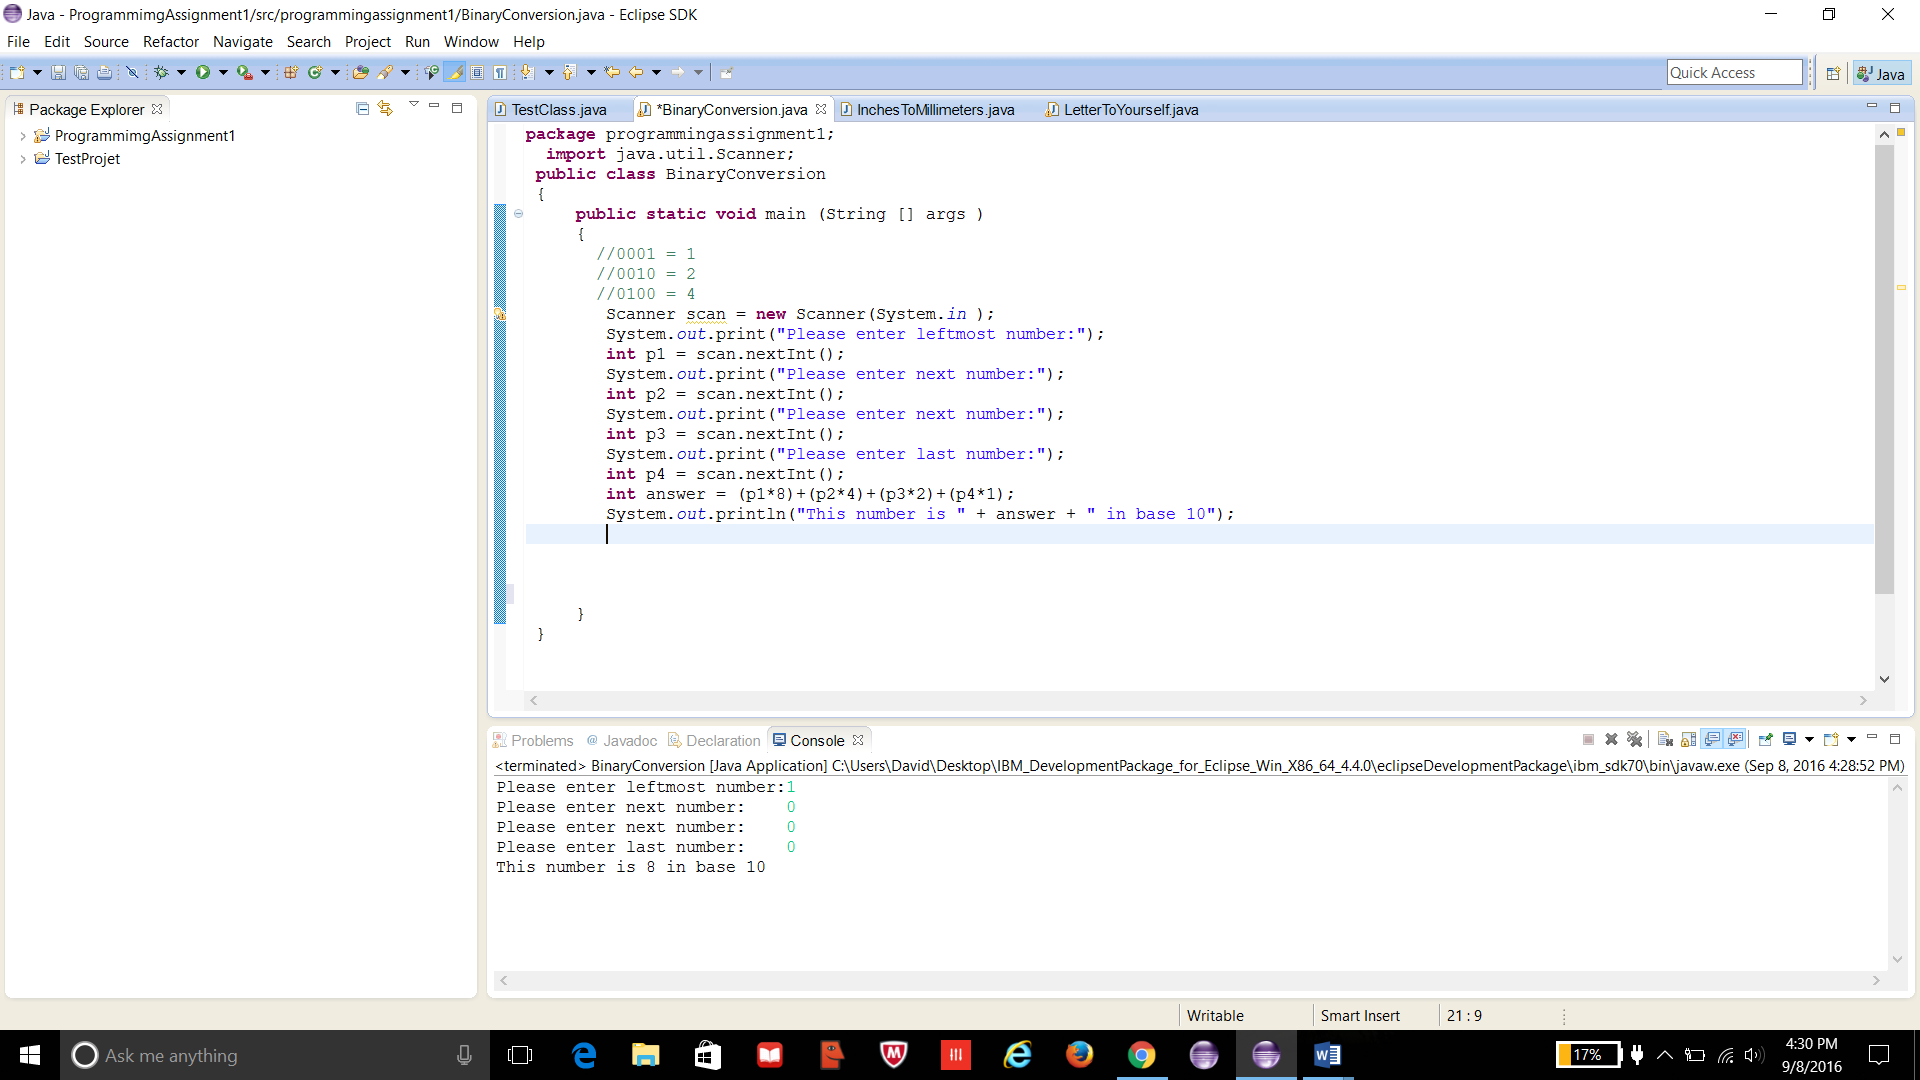 Java - ProgrammimgAssignment1/src/programmingassignment1/BinaryConversion.java - Eclipse SDK
File Edit Source Refactor Navigate Search Project Run Window Help
Quick Access
Java
Package Explorer
ProgrammimgAssignment1
TestProjet
TestClass.java *BinaryConversion.java InchesToMillimeters.java LetterToYourself.java
package programmingassignment1;
import java.util.Scanner;
public class BinaryConversion
{
public static void main (String [] args )
{
//0001 = 1
//0010 = 2
//0100 = 4
Scanner scan = new Scanner(System.in );
System.out.print("Please enter leftmost number:");
int p1 = scan.nextInt();
System.out.print("Please enter next number:");
int p2 = scan.nextInt();
System.out.print("Please enter next number:");
int p3 = scan.nextInt();
System.out.print("Please enter last number:");
int p4 = scan.nextInt();
int answer = (p1*8)+(p2*4)+(p3*2)+(p4*1);
System.out.println("This number is " + answer + " in base 10");
}
}
Problems @ Javadoc Declaration Console
<terminated> BinaryConversion [Java Application] C:\Users\David\Desktop\IBM_DevelopmentPackage_for_Eclipse_Win_X86_64_4.4.0\eclipseDevelopmentPackage\ibm_sdk70\bin\javaw.exe (Sep 8, 2016 4:28:52 PM)
Please enter leftmost number:1
Please enter next number: 0
Please enter next number: 0
Please enter last number: 0
This number is 8 in base 10
Writable Smart Insert 21 : 9
Ask me anything
17%
4:30 PM
9/8/2016